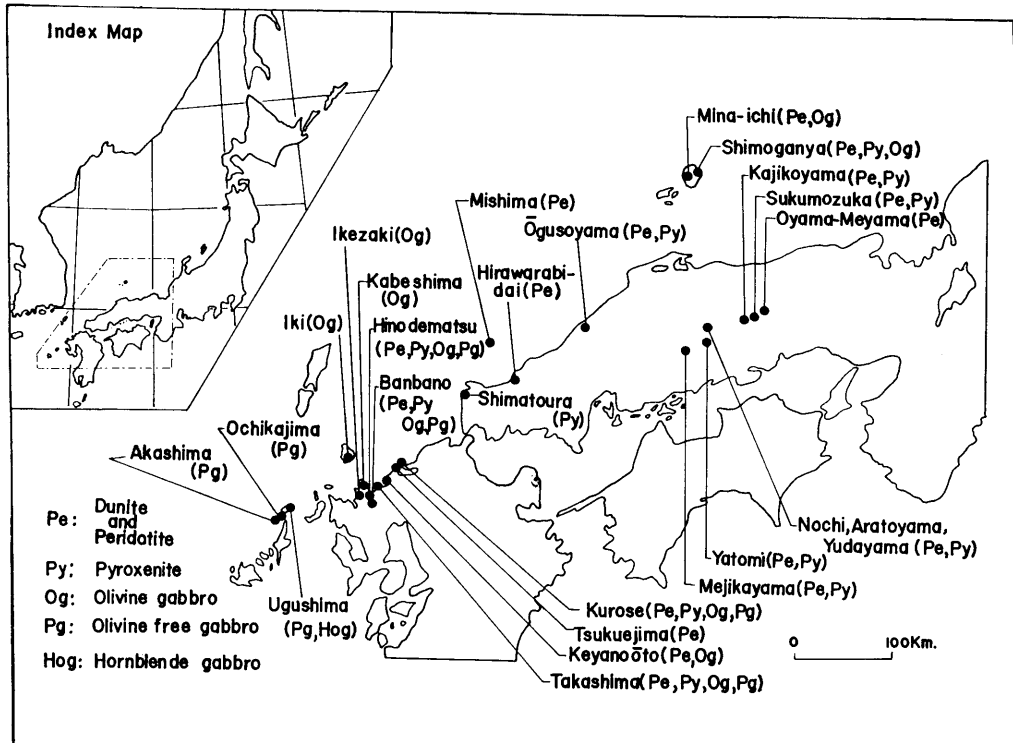 Index Map
Mina-ichi(Pe,Og)
Shimoganya(Pe,Py,Og)
Kajikoyama(Pe,Py)
Sukumozuka(Pe,Py)
Oyama-Meyama(Pe)
Mishima(Pe)
Ōgusoyama(Pe,Py)
Ikezaki(Og)
Hirawarabi-
dai(Pe)
Kabeshima
(Og)
Iki(Og)
Hinodematsu
(Pe,Py,Og,Pg)
Banbano
(Pe,Py
Og,Pg)
Shimatoura
(Py)
Ochikajima
(Pg)
Akashima
(Pg)
Pe: Dunite
and
Peridotite
Py: Pyroxenite
Og: Olivine gabbro
Pg: Olivine free gabbro
Hog: Hornblende gabbro
Ugushima
(Pg,Hog)
Nochi,Aratoyama,
Yudayama (Pe,Py)
Yatomi(Pe,Py)
Mejikayama(Pe,Py)
Kurose(Pe,Py,Og,Pg)
Tsukuejima(Pe)
Keyanoōto(Pe,Og)
Takashima(Pe,Py,Og,Pg)
0 100Km.